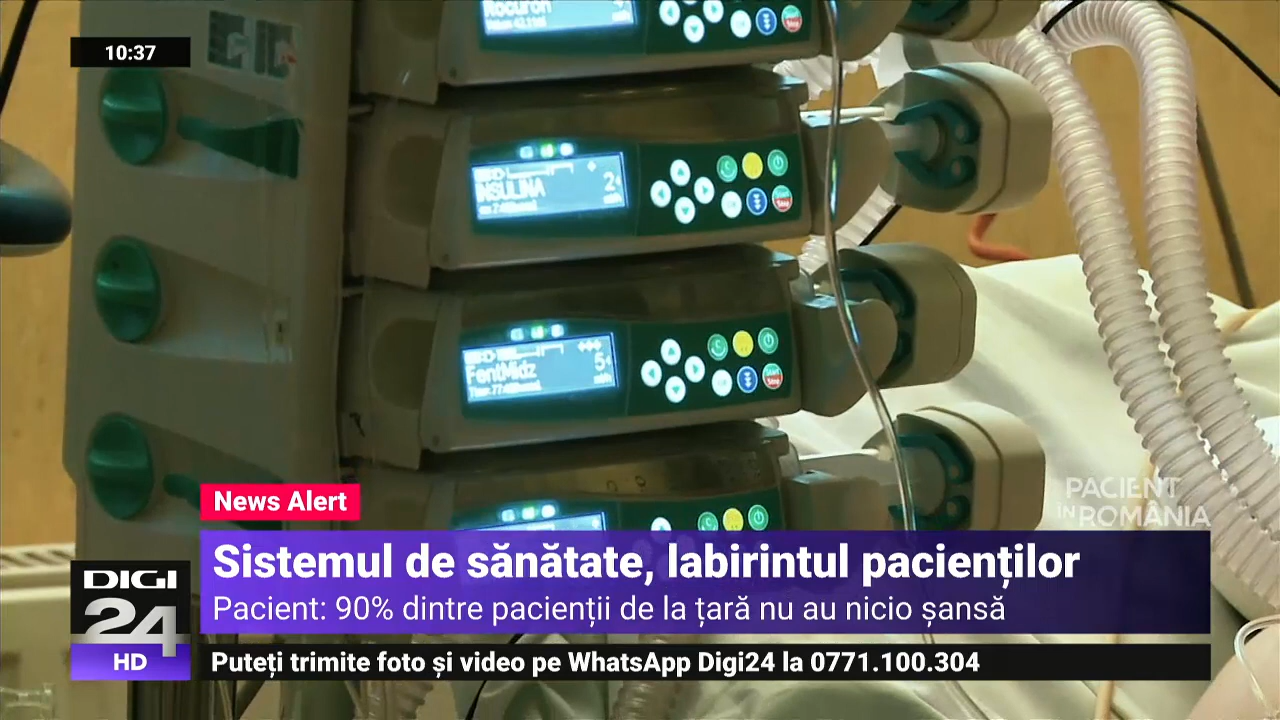 10:37
Rocuron
INSULINA
FentMidz
News Alert
PACIENT
ÎN ROMÂNIA
Sistemul de sănătate, labirintul pacienților
Pacient: 90% dintre pacienții de la țară nu au nicio șansă
DIGI
24
HD
Puteți trimite foto și video pe WhatsApp Digi24 la 0771.100.304